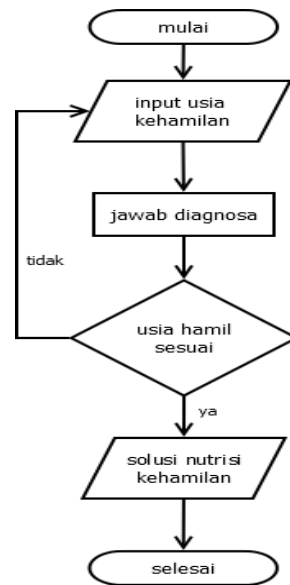 mulai
input usia
kehamilan
jawab diagnosa
tidak
usia hamil
sesuai
ya
solusi nutrisi
kehamilan
selesai